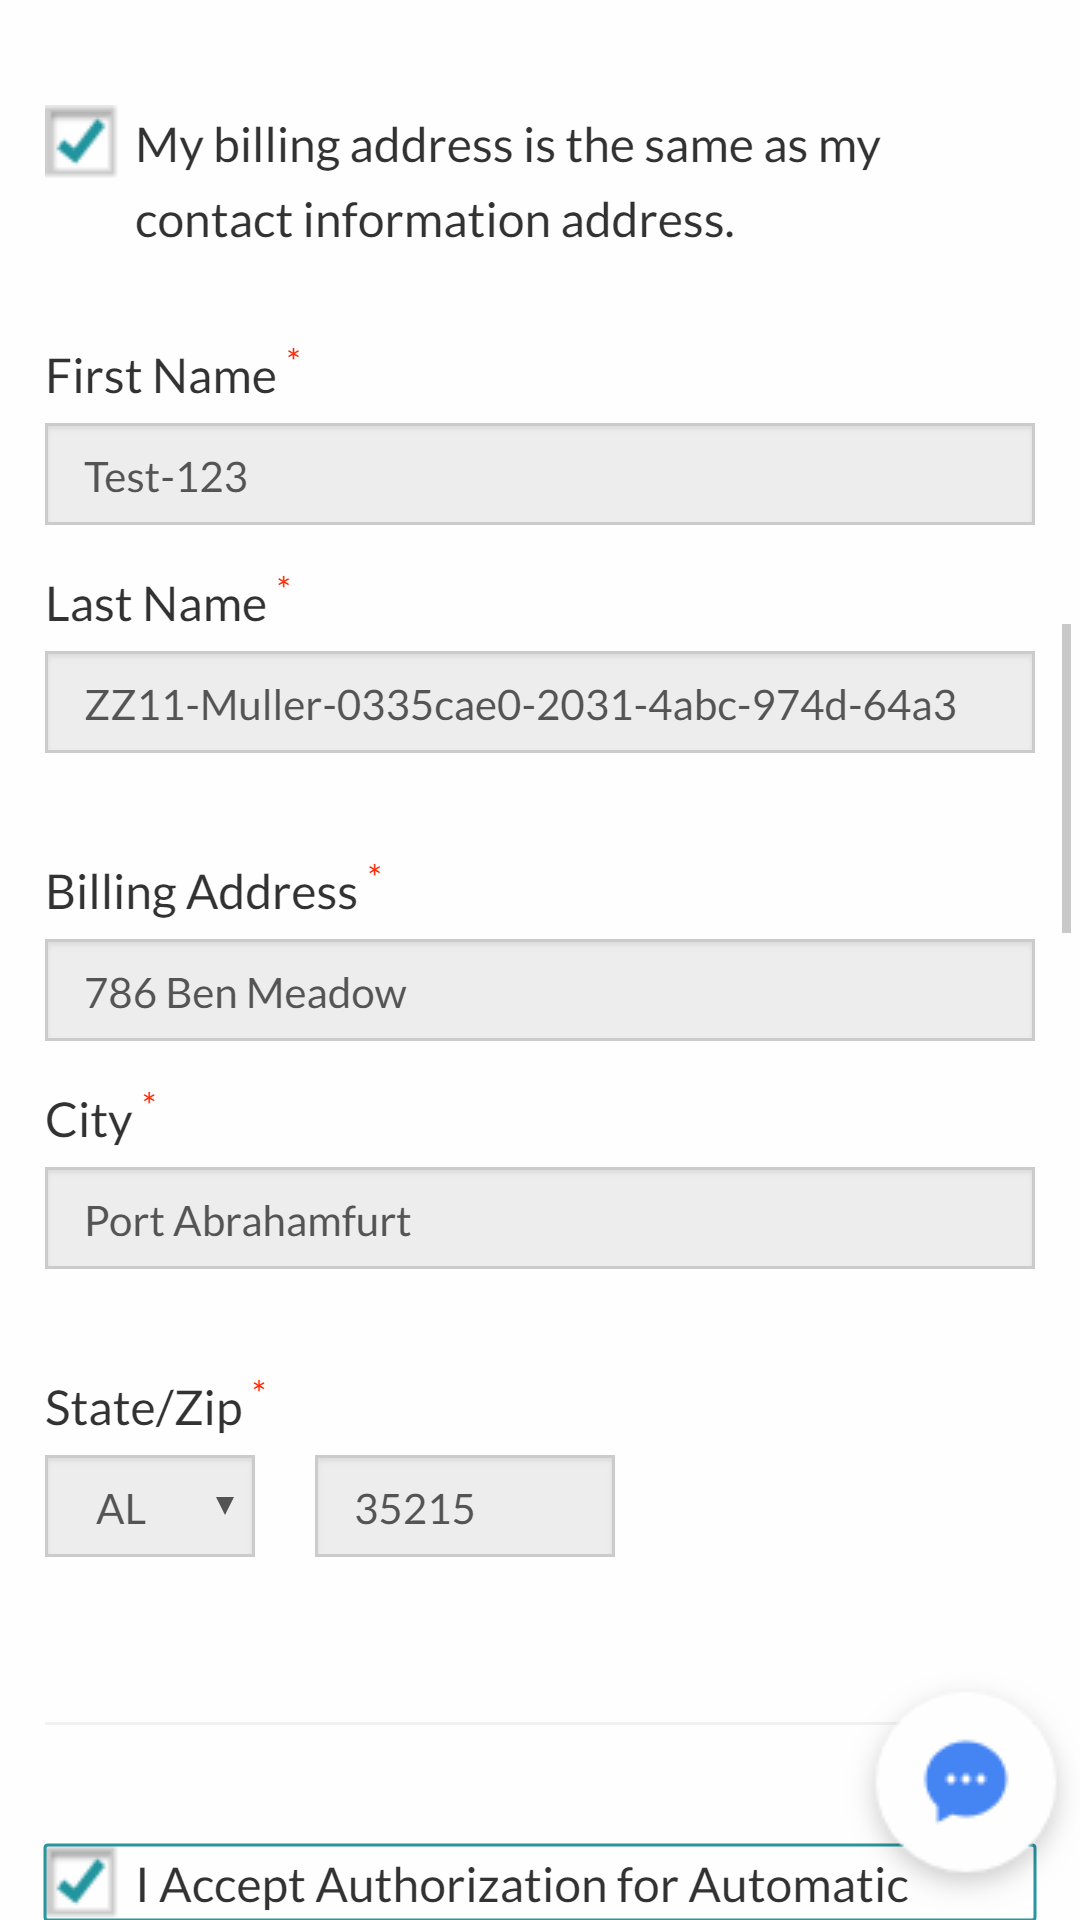 My billing address is the same as my
contact information address.
First Name *
Test-123
Last Name *
ZZ11-Muller-0335cae0-2031-4abc-974d-64a3
Billing Address *
786 Ben Meadow
City *
Port Abrahamfurt
State/Zip *
AL 35215
I Accept Authorization for Automatic